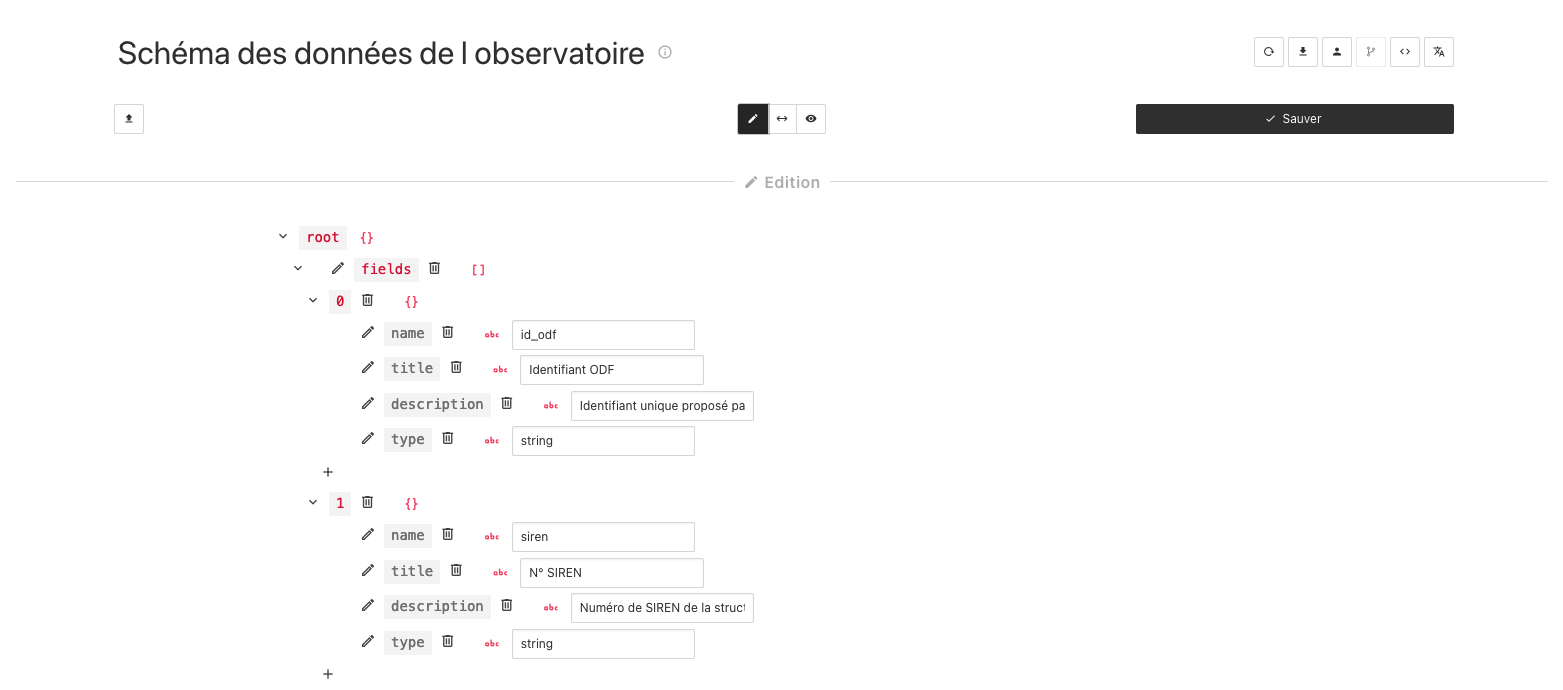 Schéma des données de l observatoire
Sauver
Edition
root {}
fields []
0 {}
name abc id_odf
title abc Identifiant ODF
description abc Identifiant unique proposé pa
type abc string
1 {}
name abc siren
title abc N° SIREN
description abc Numéro de SIREN de la struct
type abc string